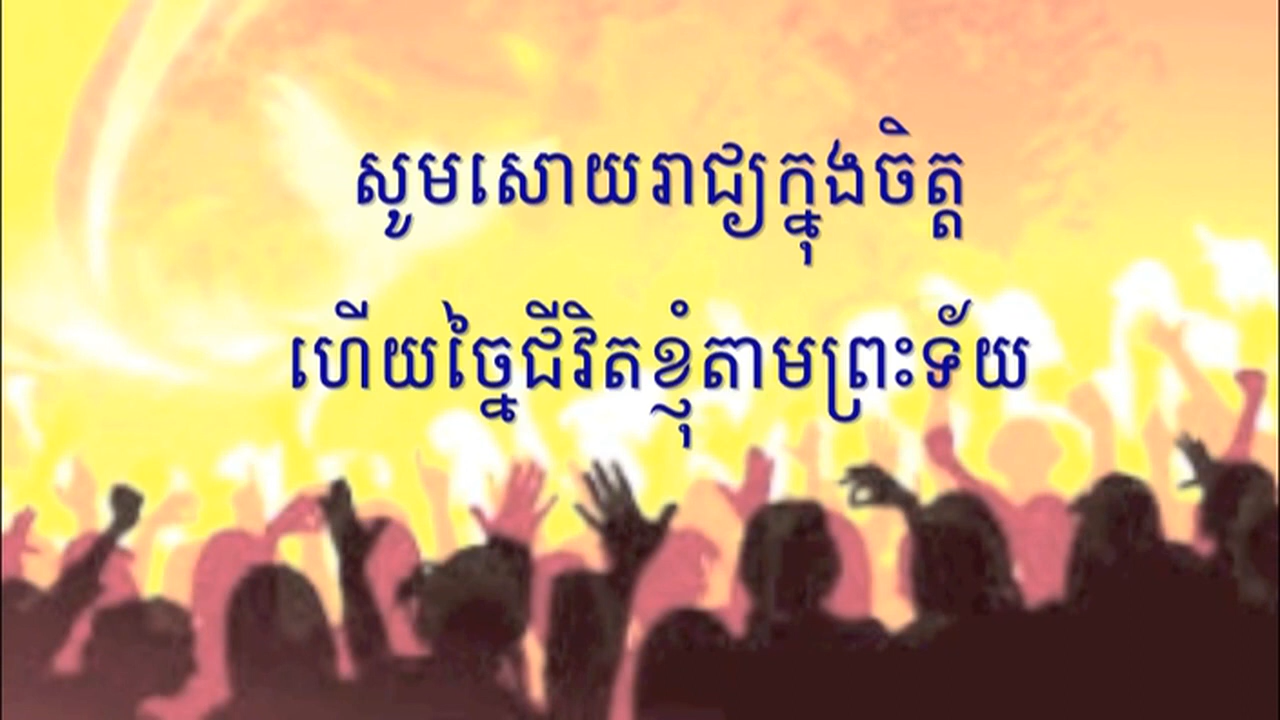 សូមសោយរាជ្យក្នុងចិត្ត
ហើយច្នៃជីវិតខ្ញុំតាមព្រះទ័យ